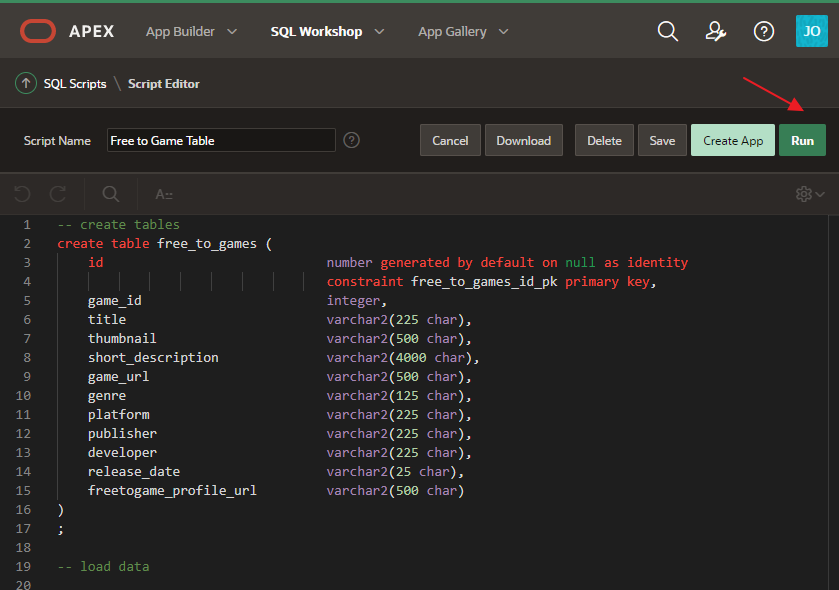 APEX App Builder SQL Workshop App Gallery JO
SQL Scripts \ Script Editor
Script Name Free to Game Table Cancel Download Delete Save Create App Run
1 -- create tables
2 create table free_to_games (
3 id number generated by default on null as identity
4 constraint free_to_games_id_pk primary key,
5 game_id integer,
6 title varchar2(225 char),
7 thumbnail varchar2(500 char),
8 short_description varchar2(4000 char),
9 game_url varchar2(500 char),
10 genre varchar2(125 char),
11 platform varchar2(225 char),
12 publisher varchar2(225 char),
13 developer varchar2(225 char),
14 release_date varchar2(25 char),
15 freetogame_profile_url varchar2(500 char)
16 )
17 ;
18
19 -- load data
20